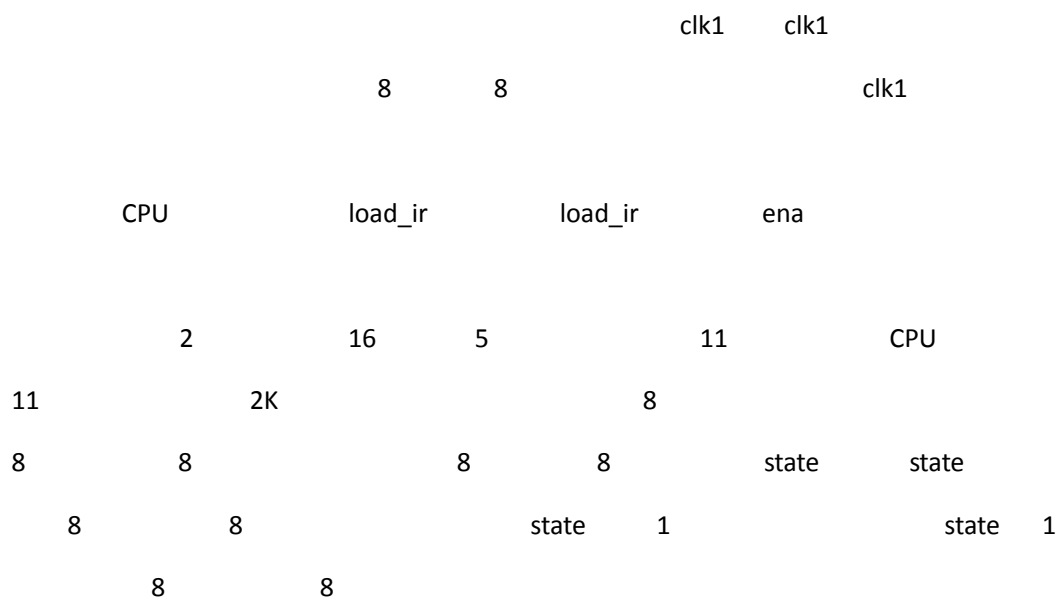 clk1 clk1
8 8 clk1
CPU load_ir load_ir ena
2 16 5 11 CPU
11 2K 8
8 8 8 8 state state
8 8 state 1 state 1
8 8